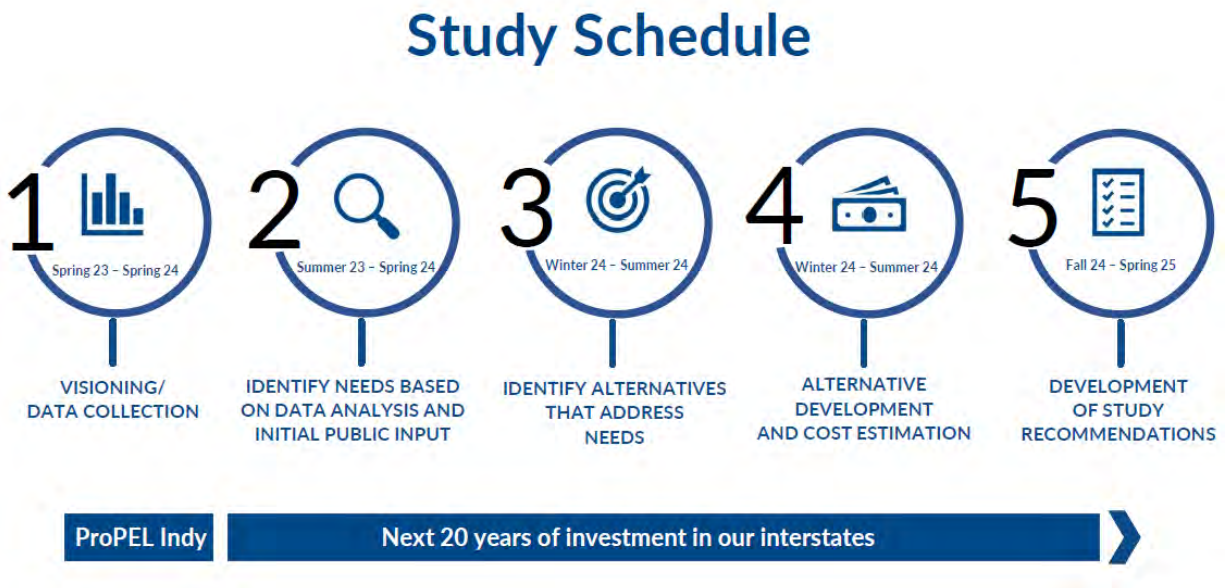 Study Schedule
1
Spring 23 – Spring 24
VISIONING/
DATA COLLECTION
2
Summer 23 – Spring 24
IDENTIFY NEEDS BASED
ON DATA ANALYSIS AND
INITIAL PUBLIC INPUT
3
Winter 24 – Summer 24
IDENTIFY ALTERNATIVES
THAT ADDRESS
NEEDS
4
Winter 24 – Summer 24
ALTERNATIVE
DEVELOPMENT
AND COST ESTIMATION
5
Fall 24 – Spring 25
DEVELOPMENT
OF STUDY
RECOMMENDATIONS
ProPEL Indy
Next 20 years of investment in our interstates